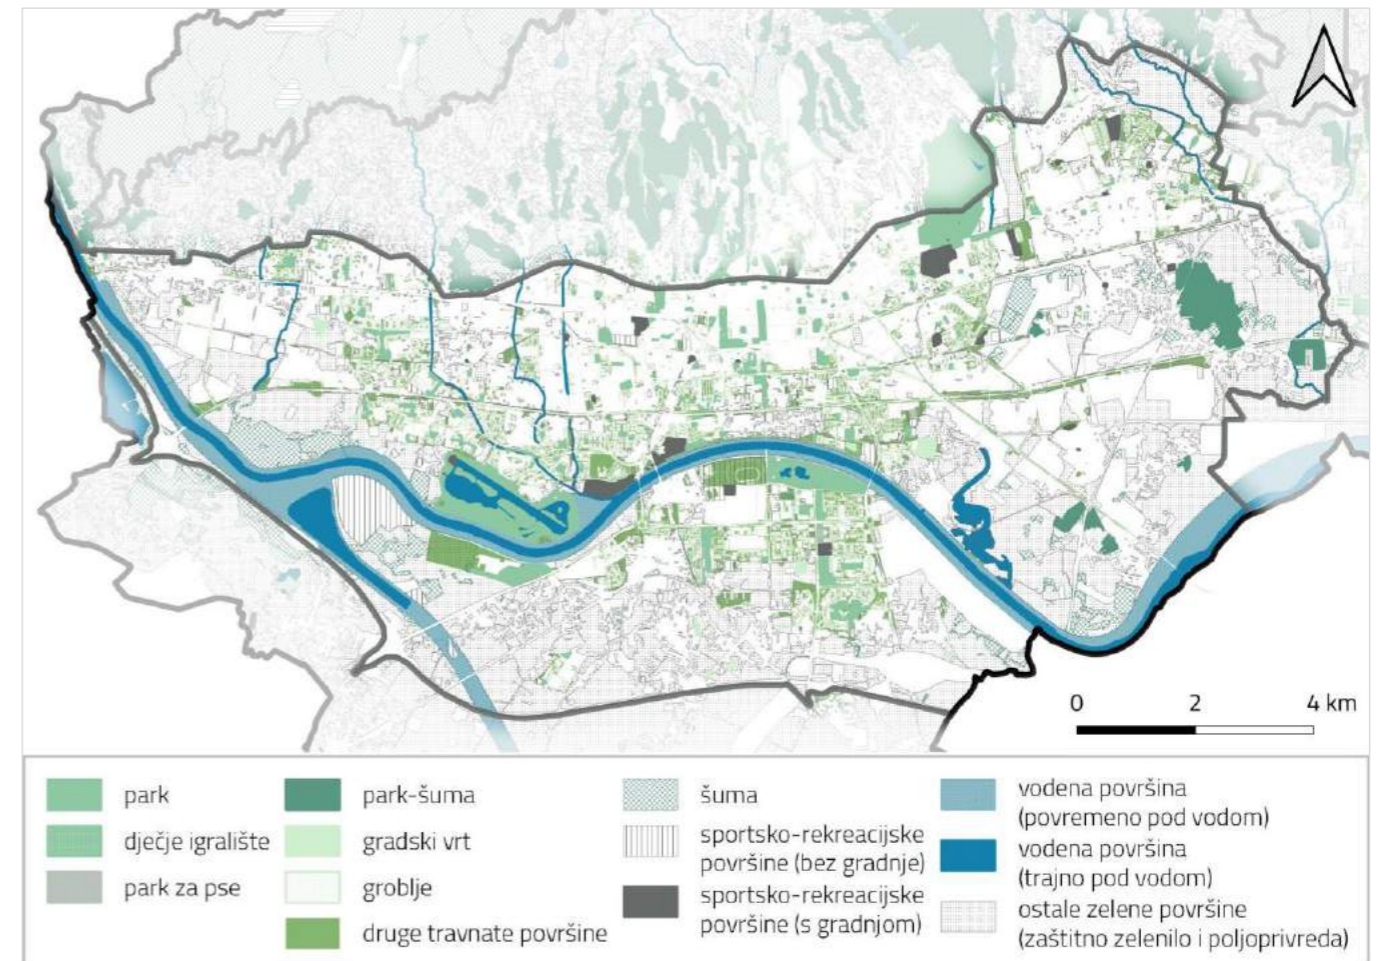 0 2 4 km
park
dječje igralište
park za pse
park-šuma
gradski vrt
groblje
druge travnate površine
šuma
sportsko-rekreacijske
površine (bez gradnje)
sportsko-rekreacijske
površine (s gradnjom)
vodena površina
(povremeno pod vodom)
vodena površina
(trajno pod vodom)
ostale zelene površine
(zaštitno zelenilo i poljoprivreda)